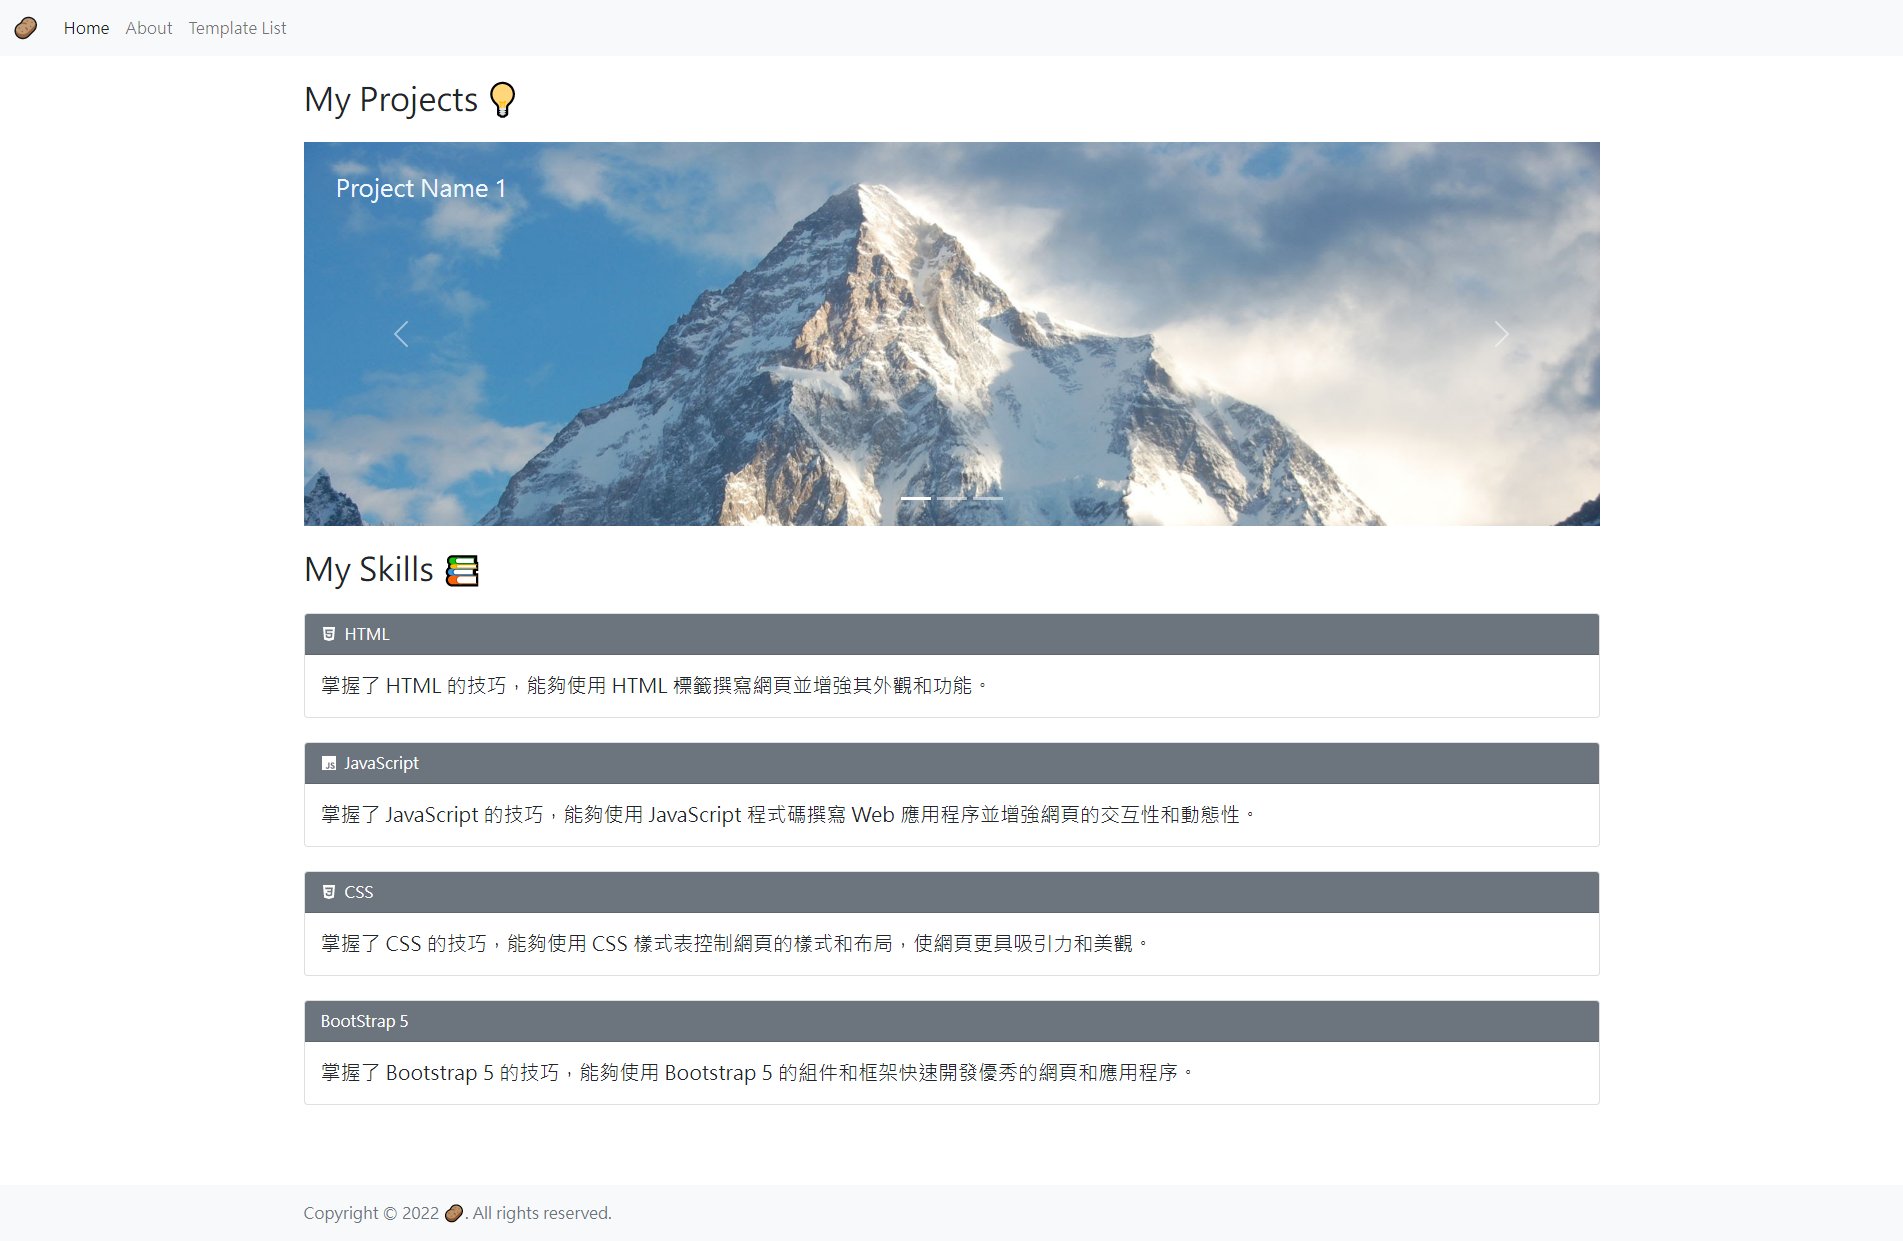 Home About Template List
My Projects
Project Name 1
My Skills
HTML
掌握了 HTML 的技巧，能夠使用 HTML 標籤撰寫網頁並增強其外觀和功能。
JS JavaScript
掌握了 JavaScript 的技巧，能夠使用 JavaScript 程式碼撰寫 Web 應用程序並增強網頁的交互性和動態性。
CSS
掌握了 CSS 的技巧，能夠使用 CSS 樣式表控制網頁的樣式和布局，使網頁更具吸引力和美觀。
BootStrap 5
掌握了 Bootstrap 5 的技巧，能夠使用 Bootstrap 5 的組件和框架快速開發優秀的網頁和應用程序。
Copyright © 2022 🥔. All rights reserved.